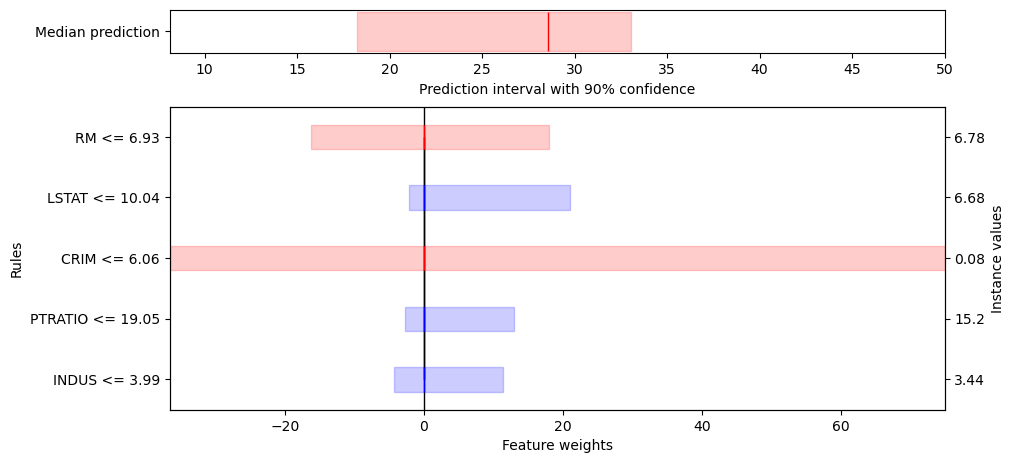 Median prediction
10 15 20 25 30 35 40 45 50
Prediction interval with 90% confidence
Rules
RM <= 6.93 6.78
LSTAT <= 10.04 6.68
CRIM <= 6.06 0.08
PTRATIO <= 19.05 15.2
INDUS <= 3.99 3.44
Instance values
−20 0 20 40 60
Feature weights